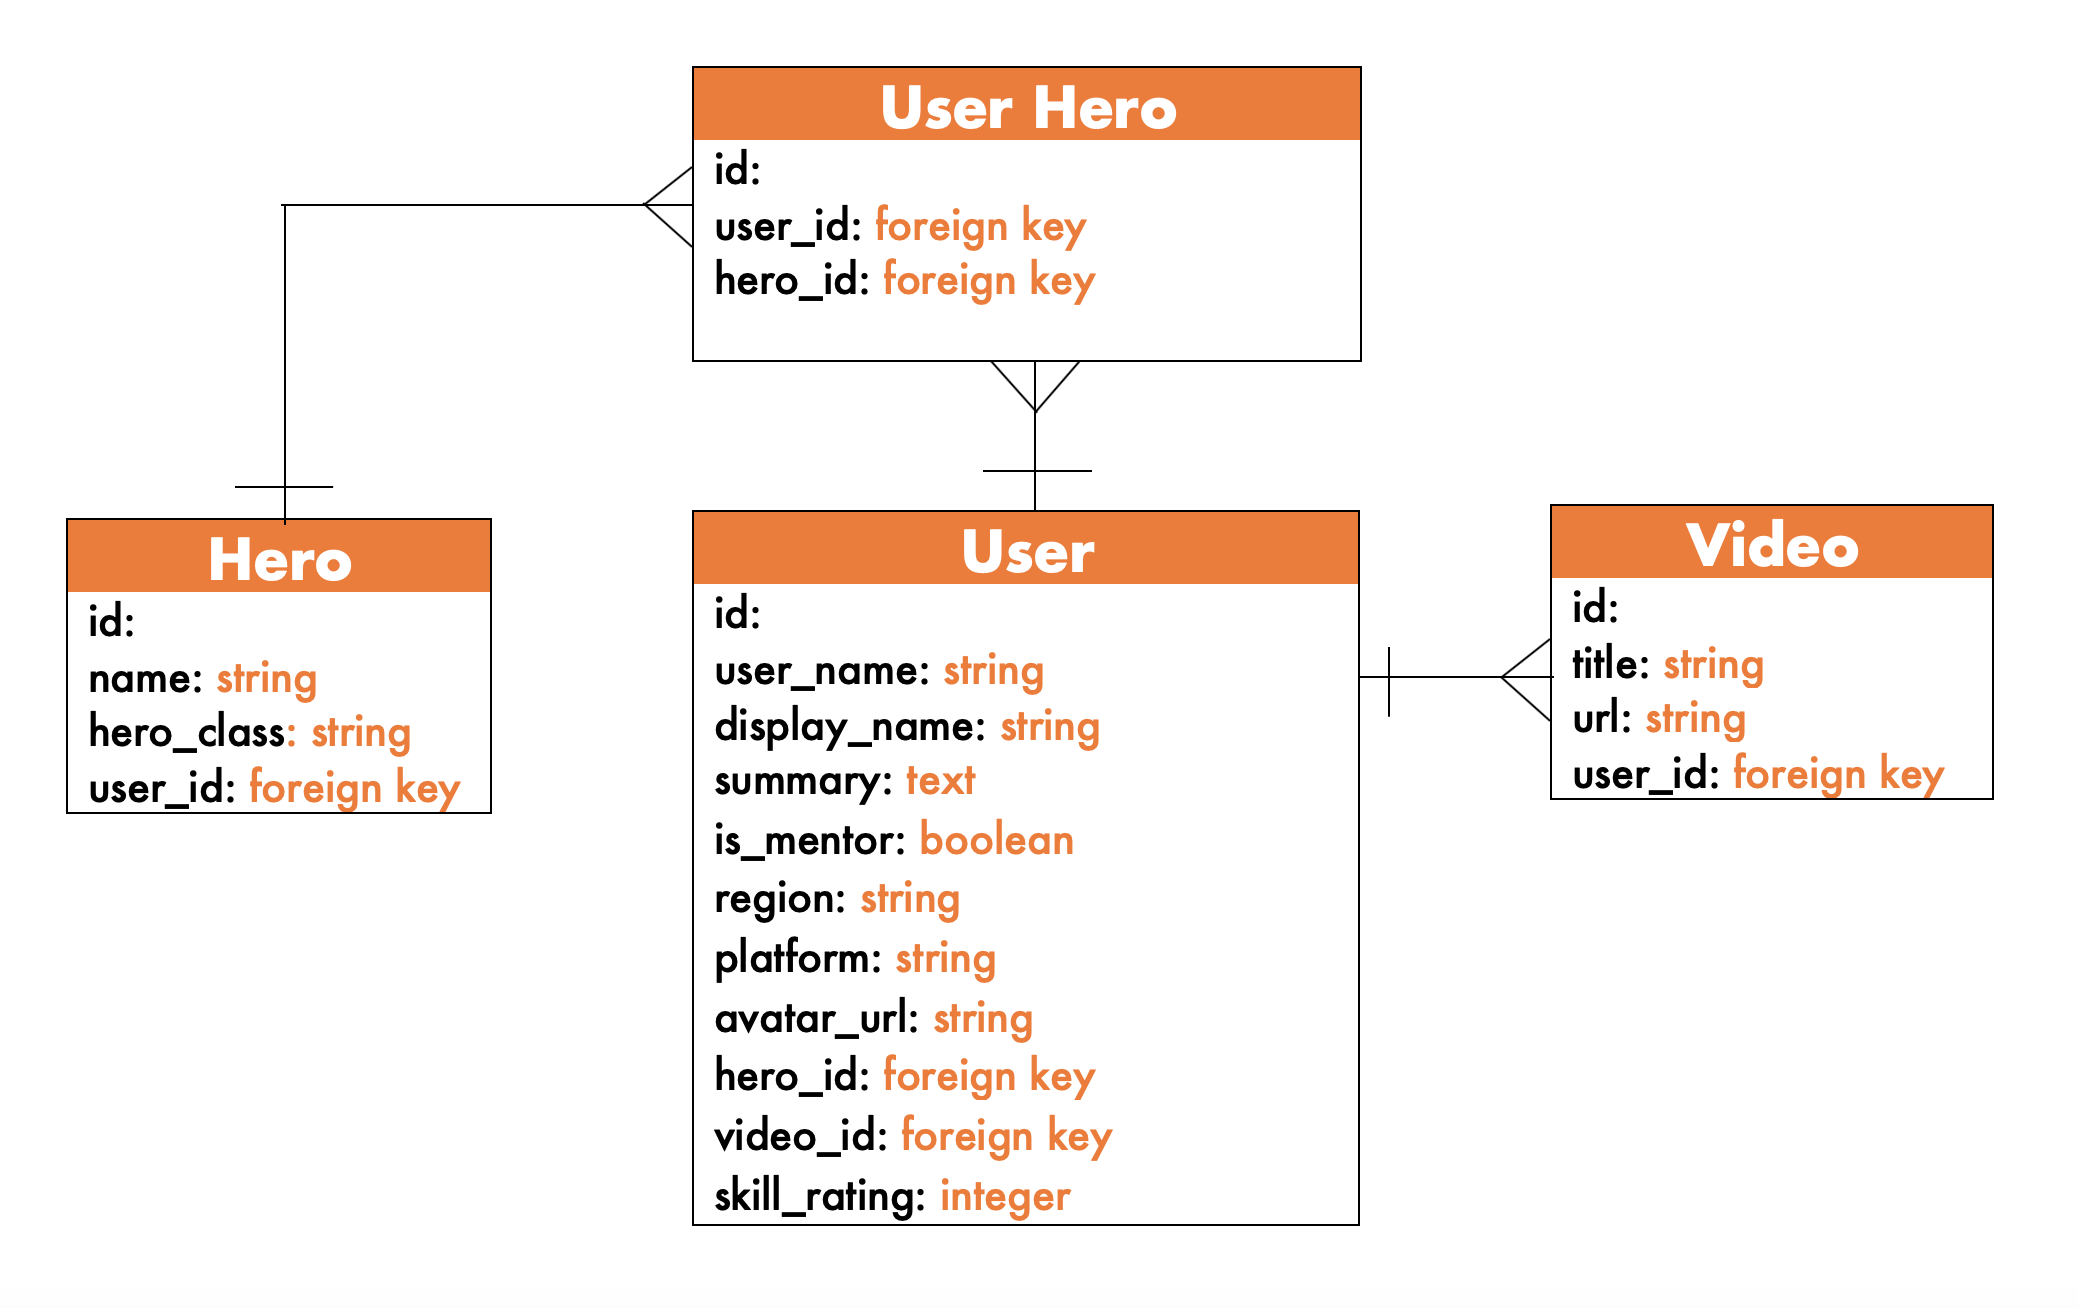 User Hero
id:
user_id: foreign key
hero_id: foreign key
Hero
id:
name: string
hero_class: string
user_id: foreign key
User
id:
user_name: string
display_name: string
summary: text
is_mentor: boolean
region: string
platform: string
avatar_url: string
hero_id: foreign key
video_id: foreign key
skill_rating: integer
Video
id:
title: string
url: string
user_id: foreign key